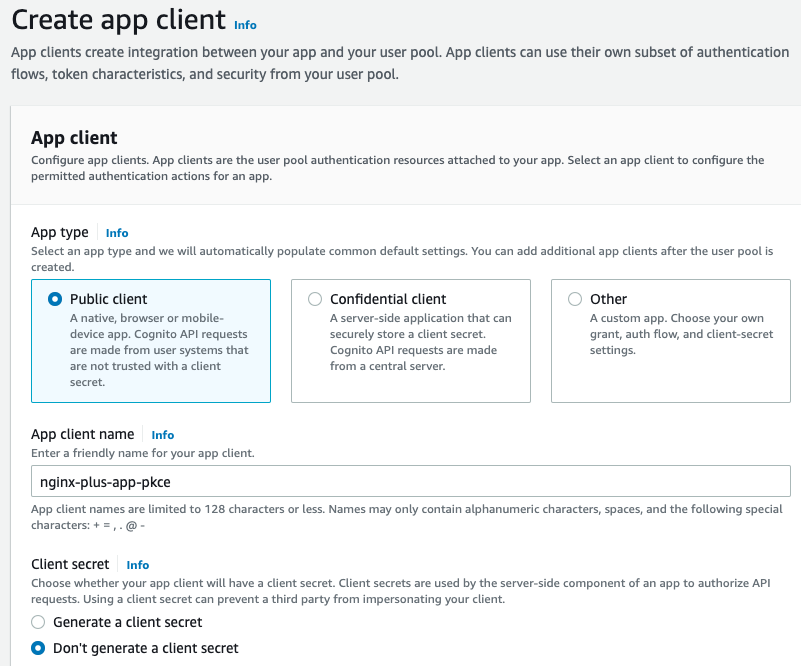 Create app client Info
App clients create integration between your app and your user pool. App clients can use their own subset of authentication
flows, token characteristics, and security from your user pool.
App client
Configure app clients. App clients are the user pool authentication resources attached to your app. Select an app client to configure the
permitted authentication actions for an app.
App type Info
Select an app type and we will automatically populate common default settings. You can add additional app clients after the user pool is
created.
Public client
A native, browser or mobile-
device app. Cognito API requests
are made from user systems that
are not trusted with a client
secret.
Confidential client
A server-side application that can
securely store a client secret.
Cognito API requests are made
from a central server.
Other
A custom app. Choose your own
grant, auth flow, and client-secret
settings.
App client name Info
Enter a friendly name for your app client.
nginx-plus-app-pkce
App client names are limited to 128 characters or less. Names may only contain alphanumeric characters, spaces, and the following special
characters: + = , . @ -
Client secret Info
Choose whether your app client will have a client secret. Client secrets are used by the server-side component of an app to authorize API
requests. Using a client secret can prevent a third party from impersonating your client.
Generate a client secret
Don't generate a client secret